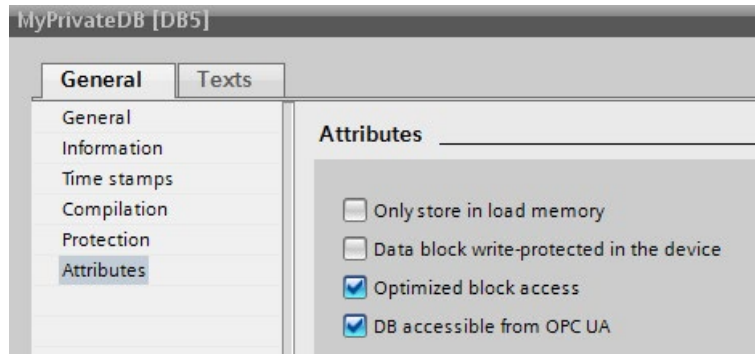 MyPrivateDB [DB5]
General
Texts
General
Information
Time stamps
Compilation
Protection
Attributes
Attributes
Only store in load memory
Data block write-protected in the device
Optimized block access
DB accessible from OPC UA